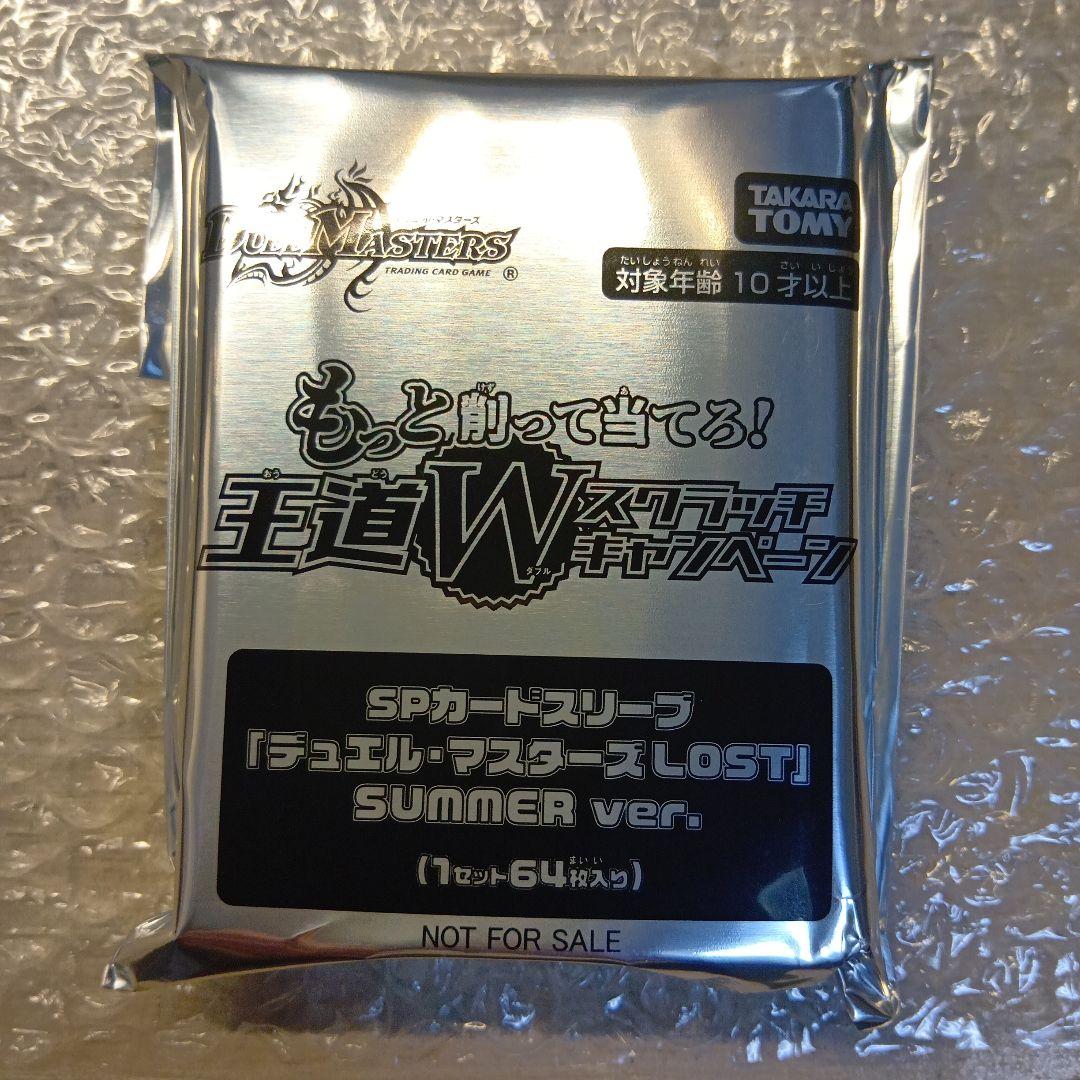 デュエル・マスターズ
DUEL MASTERS
TRADING CARD GAME ®
TAKARA TOMY
たいしょうねんれい さいいじょ
対象年齢 10才以上
けず あ
もっと削って当てろ!
おう どう
王道Wスクラッチ
ダブル
キャンペーン
SPカードスリーブ
「デュエル・マスターズ LOST」
SUMMER ver.
まいい
(1セット64枚入り)
NOT FOR SALE